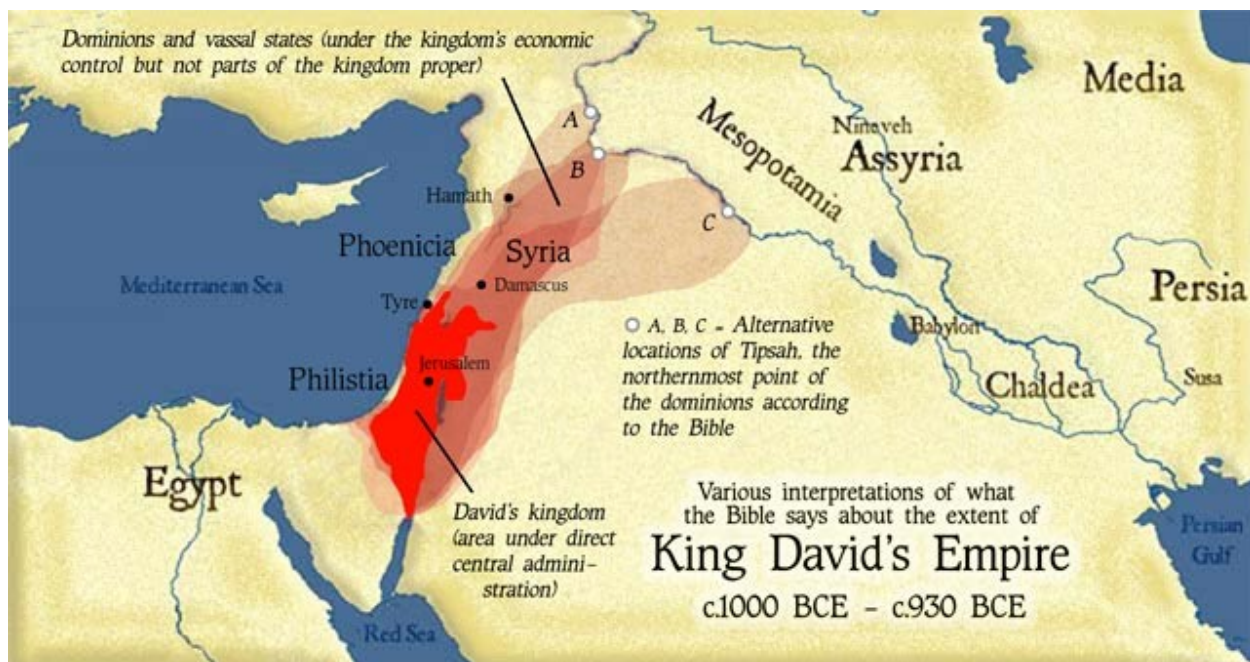 Dominions and vassal states (under the kingdom's economic
control but not parts of the kingdom proper)
Media
A
Nineveh
Mesopotamia
Assyria
B
Hamath
C
Phoenicia
Syria
Mediterranean Sea
Damascus
Persia
Tyre
A, B, C - Alternative
locations of Tipsah, the
northernmost point of
the dominions according
to the Bible
Babylon
Jerusalem
Philistia
Chaldea
Susa
Egypt
David's kingdom
(area under direct
central admini-
stration)
Various interpretations of what
the Bible says about the extent of
King David's Empire
c.1000 BCE - c.930 BCE
Persian
Gulf
Red Sea